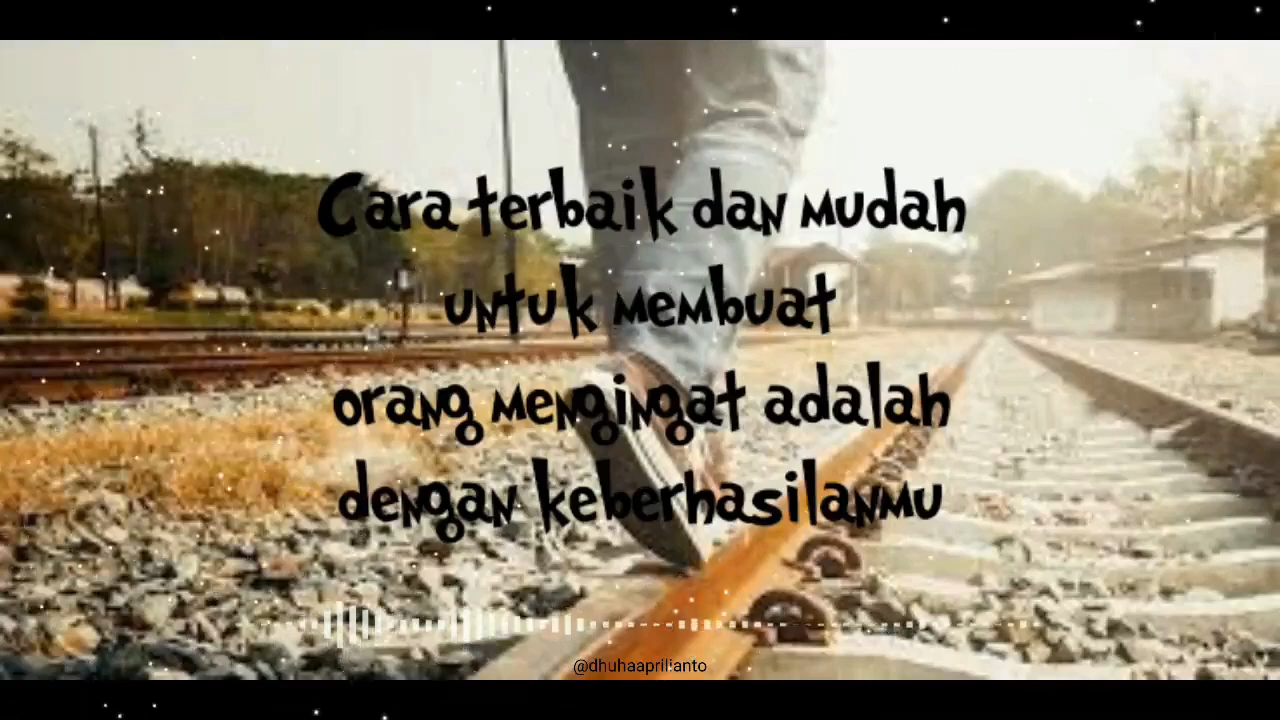 Cara terbaik dan mudah
untuk membuat
orang mengingat adalah
dengan keberhasilanmu
@dhuhaaprilianto